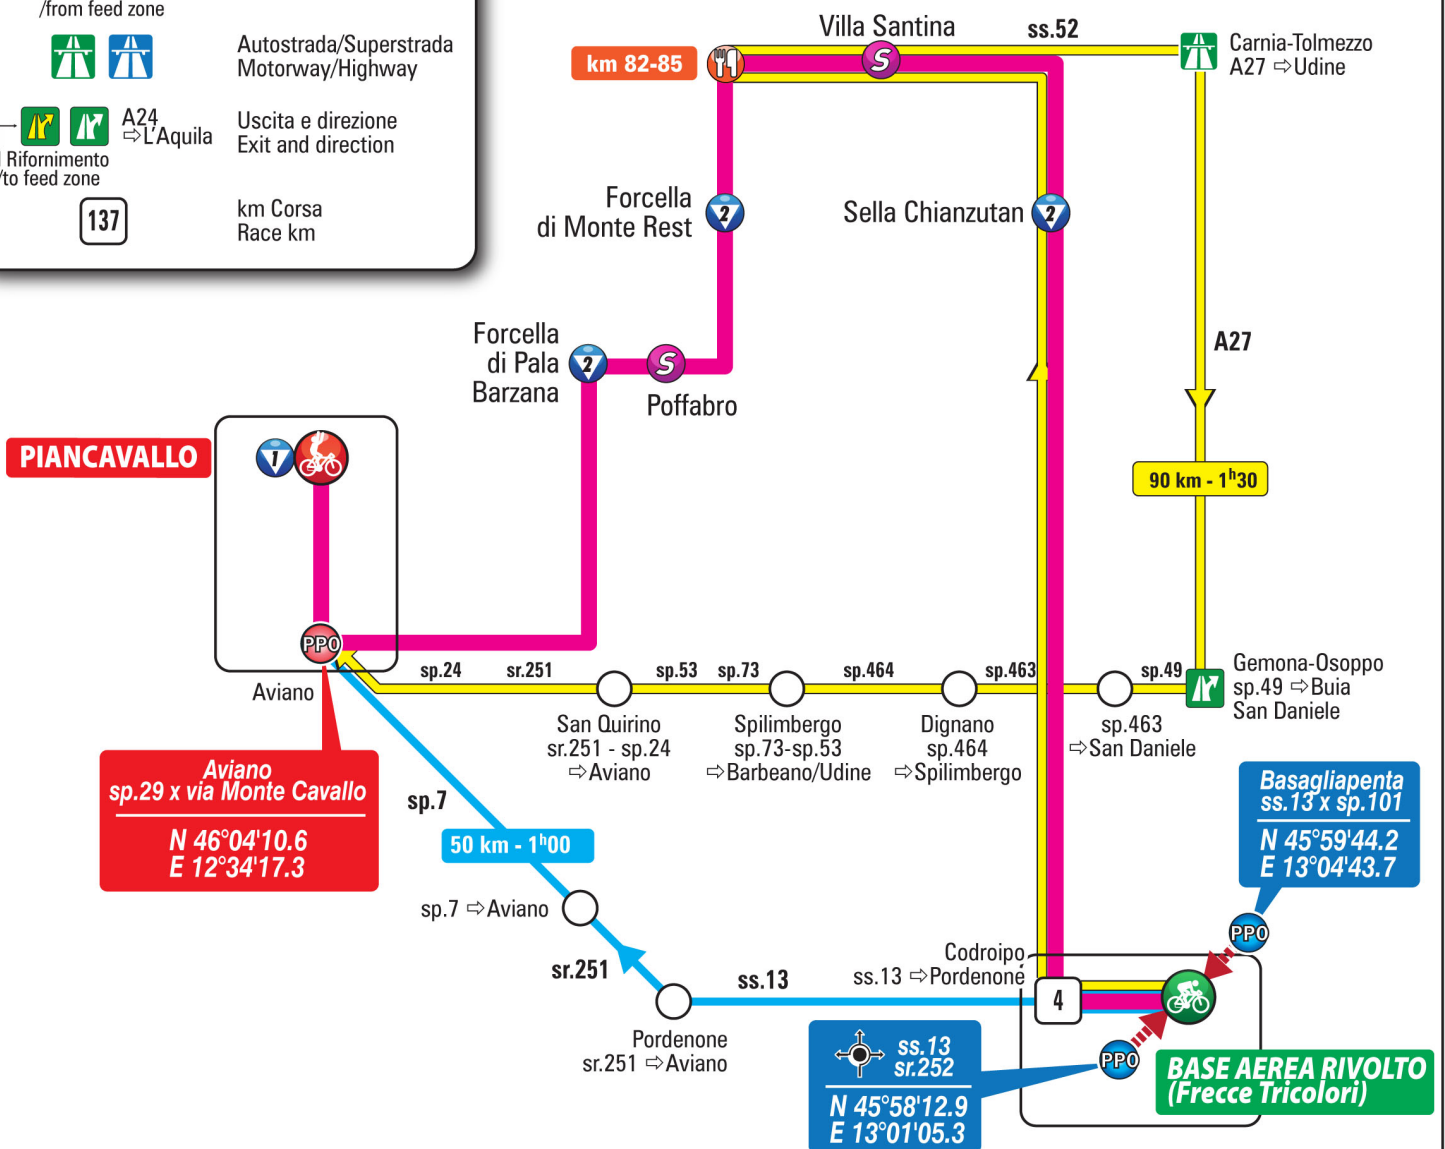 /from feed zone
Autostrada/Superstrada
Motorway/Highway
A24
⇨L'Aquila
Uscita e direzione
Exit and direction
Rifornimento
/to feed zone
137
km Corsa
Race km
Villa Santina
ss.52
km 82-85
S
Carnia-Tolmezzo
A27 ⇨Udine
Forcella
di Monte Rest
2
Sella Chianzutan
2
Forcella
di Pala
Barzana
2
S
Poffabro
A27
PIANCAVALLO
1
90 km - 1h30
PPO
Aviano
sp.24
sr.251
sp.53
sp.73
sp.464
sp.463
sp.49
Gemona-Osoppo
sp.49 ⇨Buia
San Daniele
San Quirino
sr.251 - sp.24
⇨Aviano
Spilimbergo
sp.73-sp.53
⇨Barbeano/Udine
Dignano
sp.464
⇨Spilimbergo
sp.463
⇨San Daniele
Aviano
sp.29 x via Monte Cavallo
N 46°04'10.6
E 12°34'17.3
sp.7
50 km - 1h00
Basagliapenta
ss.13 x sp.101
N 45°59'44.2
E 13°04'43.7
sp.7 ⇨Aviano
PPO
sr.251
ss.13
Codroipo
ss.13 ⇨Pordenone
4
Pordenone
sr.251 ⇨Aviano
ss.13
sr.252
N 45°58'12.9
E 13°01'05.3
PPO
BASE AEREA RIVOLTO
(Frecce Tricolori)